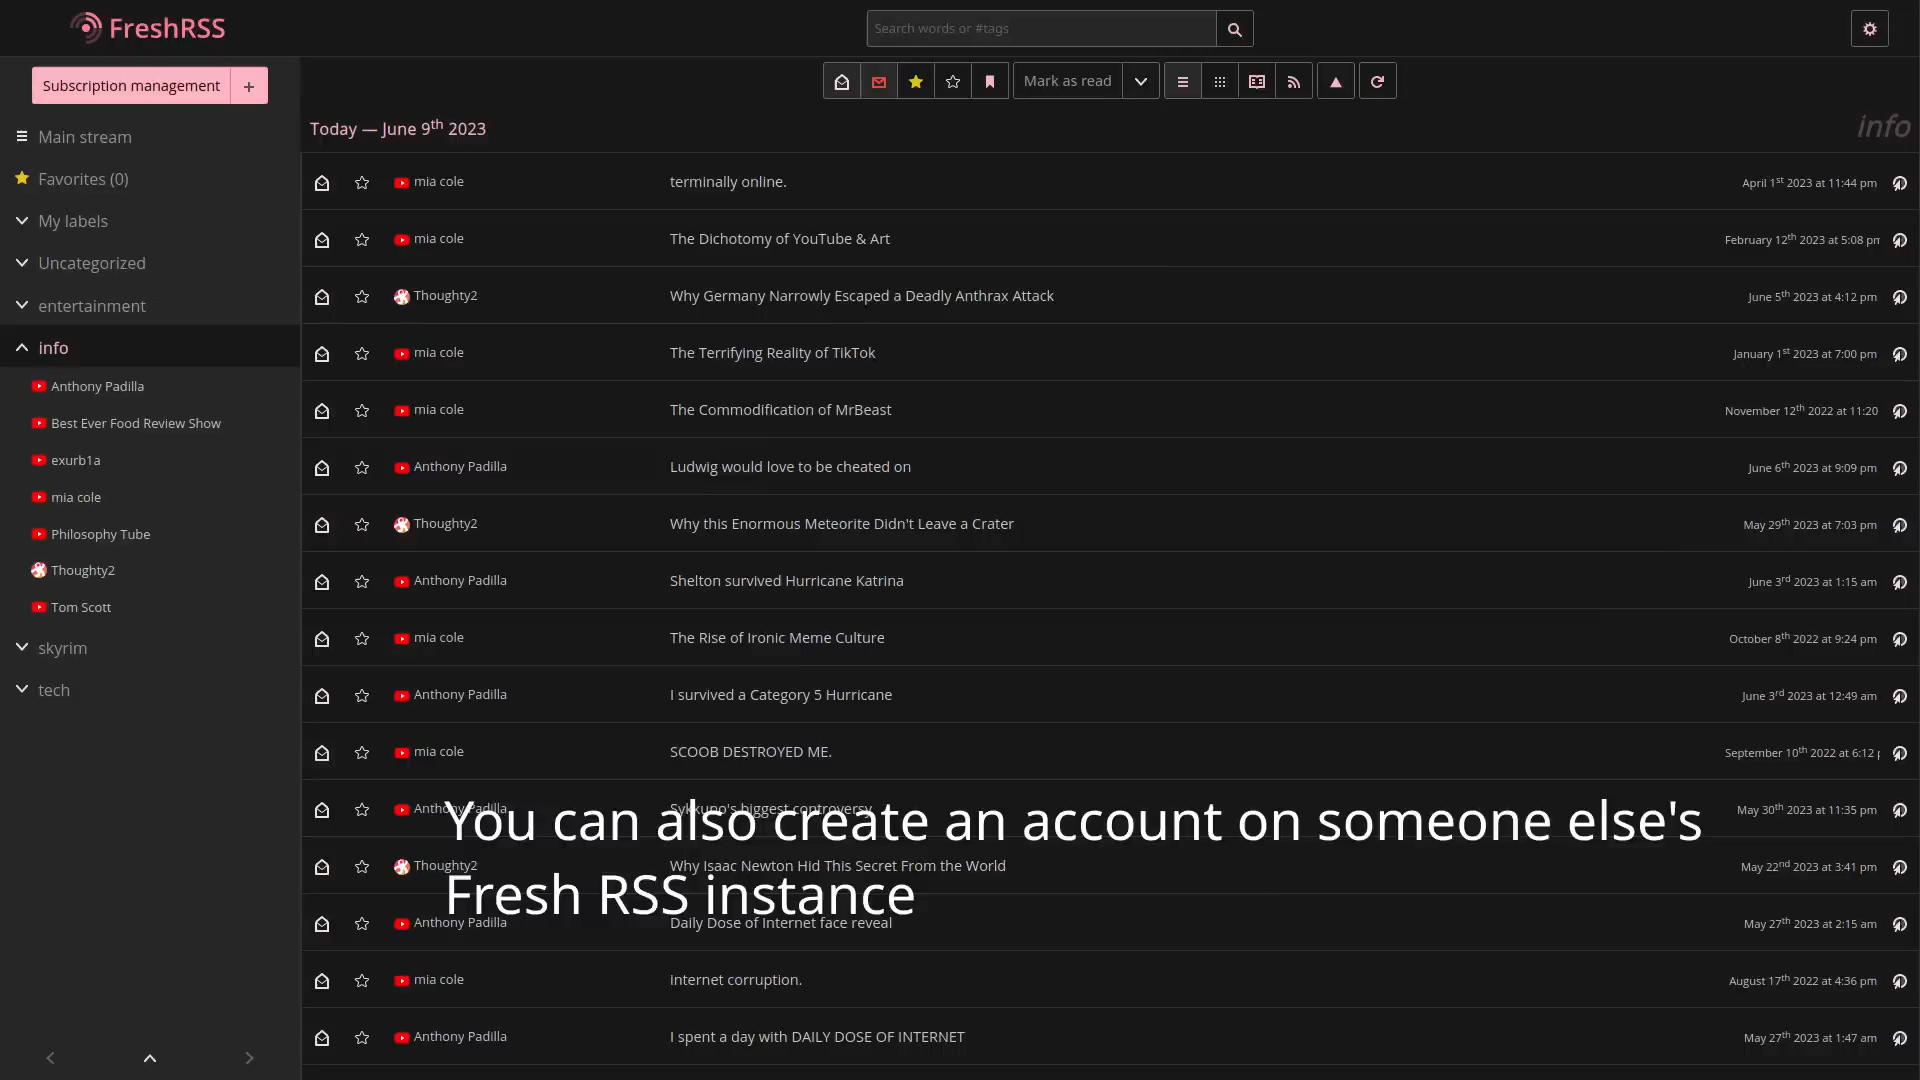 FreshRSS
Search words or #tags
Subscription management +
Mark as read
Main stream
Favorites (0)
My labels
Uncategorized
entertainment
info
Anthony Padilla
Best Ever Food Review Show
exurb1a
mia cole
Philosophy Tube
Thoughty2
Tom Scott
skyrim
tech
Today — June 9th 2023
info
mia cole terminally online. April 1st 2023 at 11:44 pm
mia cole The Dichotomy of YouTube & Art February 12th 2023 at 5:08 pm
Thoughty2 Why Germany Narrowly Escaped a Deadly Anthrax Attack June 5th 2023 at 4:12 pm
mia cole The Terrifying Reality of TikTok January 1st 2023 at 7:00 pm
mia cole The Commodification of MrBeast November 12th 2022 at 11:20
Anthony Padilla Ludwig would love to be cheated on June 6th 2023 at 9:09 pm
Thoughty2 Why this Enormous Meteorite Didn't Leave a Crater May 29th 2023 at 7:03 pm
Anthony Padilla Shelton survived Hurricane Katrina June 3rd 2023 at 1:15 am
mia cole The Rise of Ironic Meme Culture October 8th 2022 at 9:24 pm
Anthony Padilla I survived a Category 5 Hurricane June 3rd 2023 at 12:49 am
mia cole SCOOB DESTROYED ME. September 10th 2022 at 6:12 p
Anthony Padilla Sykkuno's biggest controversy May 30th 2023 at 11:35 pm
You can also create an account on someone else's
Thoughty2 Why Isaac Newton Hid This Secret From the World May 22nd 2023 at 3:41 pm
Fresh RSS instance
Anthony Padilla Daily Dose of Internet face reveal May 27th 2023 at 2:15 am
mia cole internet corruption. August 17th 2022 at 4:36 pm
Anthony Padilla I spent a day with DAILY DOSE OF INTERNET May 27th 2023 at 1:47 am